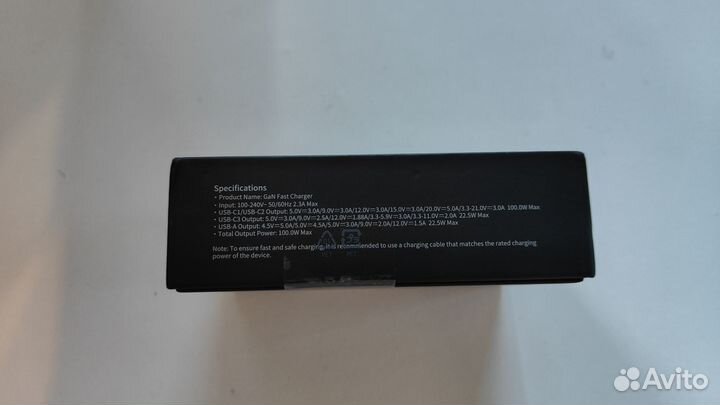 Specifications
• Product Name: GaN Fast Charger
• Input: 100-240V~ 50/60Hz 2.3A Max
• USB-C1/USB-C2 Output: 5.0V⎓3.0A/9.0V⎓3.0A/12.0V⎓3.0A/15.0V⎓3.0A/20.0V⎓5.0A/3.3-21.0V⎓3.0A 100.0W Max
• USB-C3 Output: 5.0V⎓3.0A/9.0V⎓2.5A/12.0V⎓1.88A/3.3-5.9V⎓3.0A/3.3-11.0V⎓2.0A 22.5W Max
• USB-A Output: 4.5V⎓5.0A/5.0V⎓4.5A/5.0V⎓3.0A/9.0V⎓2.0A/12.0V⎓1.5A 22.5W Max
• Total Output Power: 100.0W Max
Note: To ensure fast and safe charging, it is recommended to use a charging cable that matches the rated charging
power of the device.
Avito